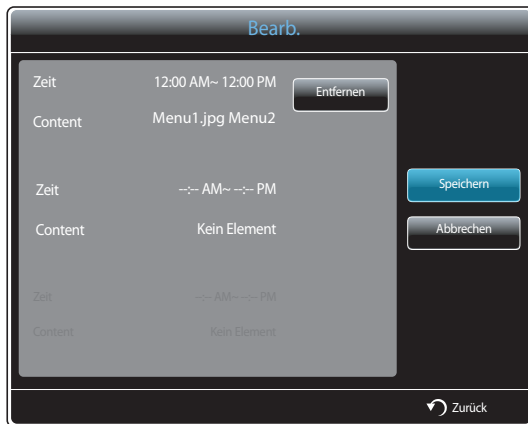 Bearb.
Zeit 12:00 AM~ 12:00 PM
Entfernen
Content Menu1.jpg Menu2
Zeit --:-- AM~ --:-- PM
Content Kein Element
Zeit --:-- AM~ --:-- PM
Content Kein Element
Speichern
Abbrechen
Zurück